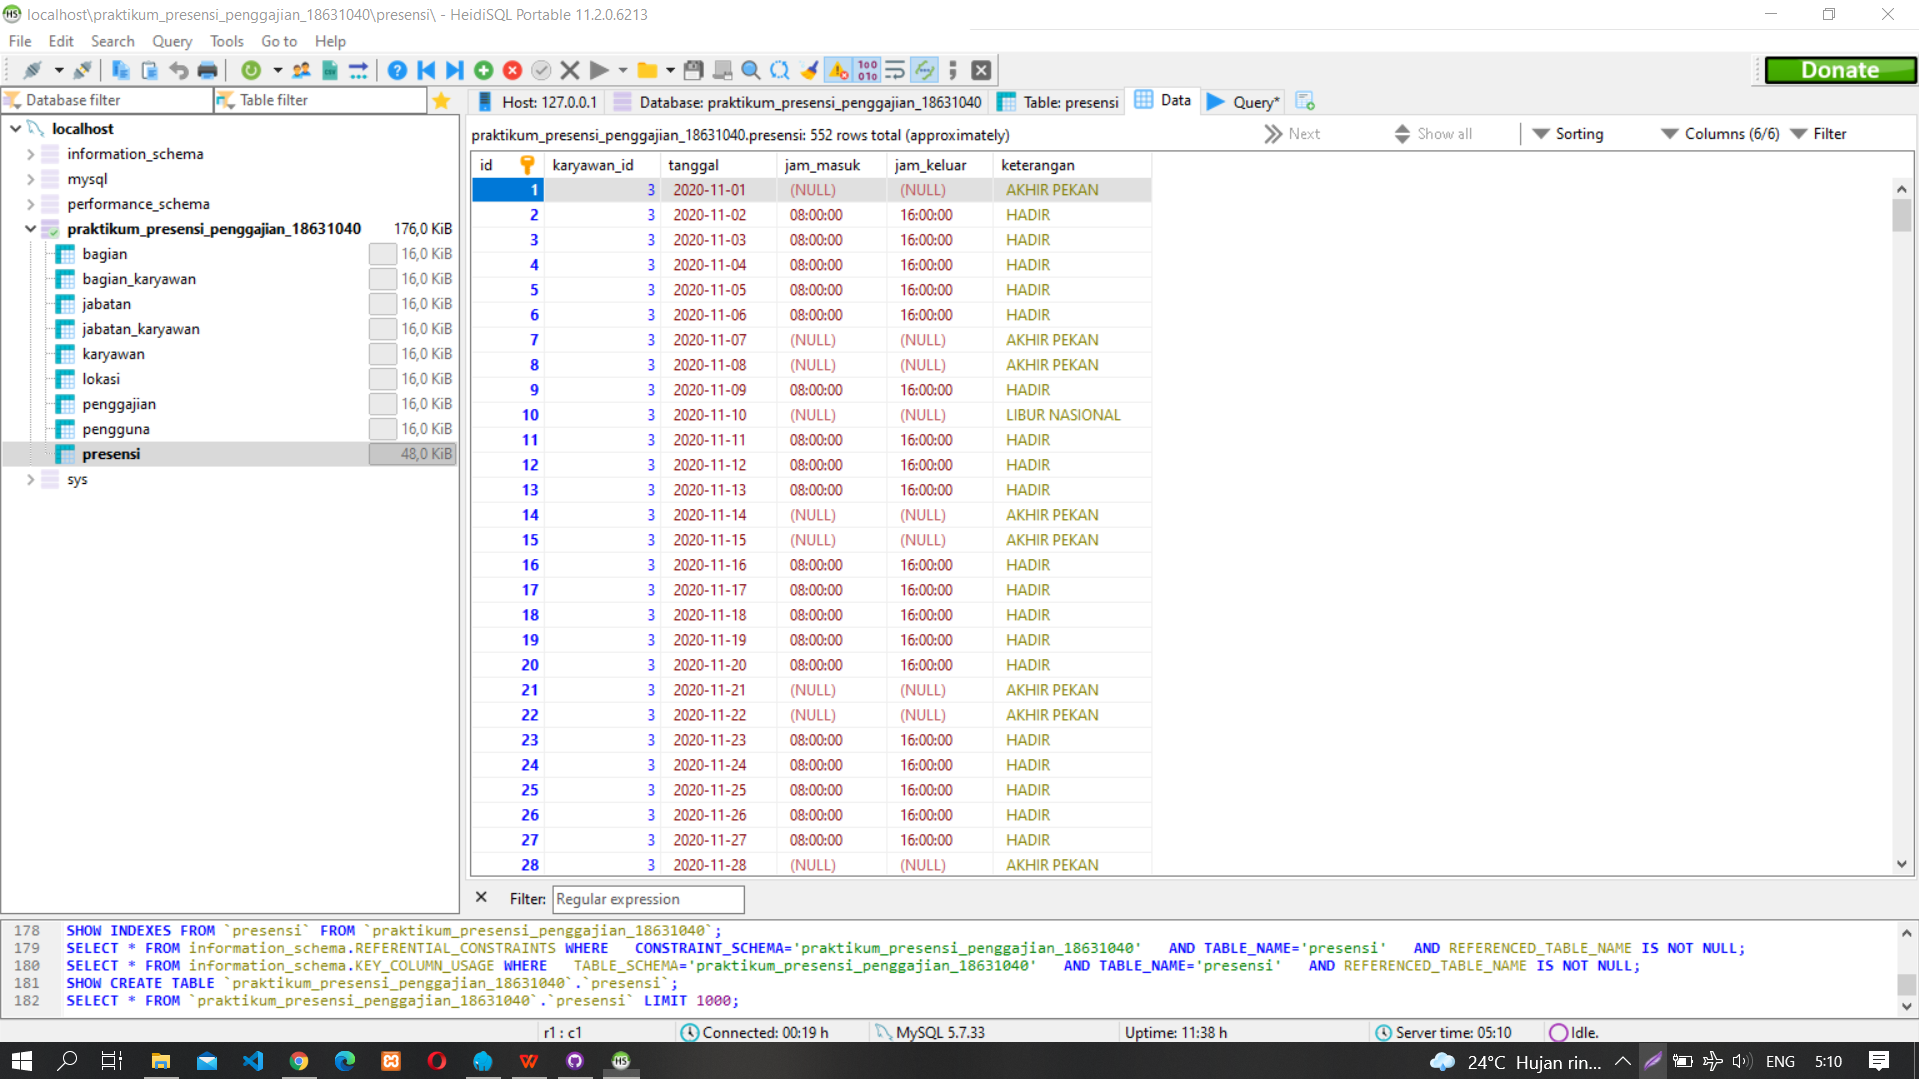 localhost\praktikum_presensi_penggajian_18631040\presensi\ - HeidiSQL Portable 11.2.0.6213
File Edit Search Query Tools Go to Help
Donate
Database filter Table filter
Host: 127.0.0.1 Database: praktikum_presensi_penggajian_18631040 Table: presensi Data Query*
localhost
information_schema
mysql
performance_schema
praktikum_presensi_penggajian_18631040 176,0 KiB
bagian 16,0 KiB
bagian_karyawan 16,0 KiB
jabatan 16,0 KiB
jabatan_karyawan 16,0 KiB
karyawan 16,0 KiB
lokasi 16,0 KiB
penggajian 16,0 KiB
pengguna 16,0 KiB
presensi 48,0 KiB
sys
praktikum_presensi_penggajian_18631040.presensi: 552 rows total (approximately) Next Show all Sorting Columns (6/6) Filter
id karyawan_id tanggal jam_masuk jam_keluar keterangan
1 3 2020-11-01 (NULL) (NULL) AKHIR PEKAN
2 3 2020-11-02 08:00:00 16:00:00 HADIR
3 3 2020-11-03 08:00:00 16:00:00 HADIR
4 3 2020-11-04 08:00:00 16:00:00 HADIR
5 3 2020-11-05 08:00:00 16:00:00 HADIR
6 3 2020-11-06 08:00:00 16:00:00 HADIR
7 3 2020-11-07 (NULL) (NULL) AKHIR PEKAN
8 3 2020-11-08 (NULL) (NULL) AKHIR PEKAN
9 3 2020-11-09 08:00:00 16:00:00 HADIR
10 3 2020-11-10 (NULL) (NULL) LIBUR NASIONAL
11 3 2020-11-11 08:00:00 16:00:00 HADIR
12 3 2020-11-12 08:00:00 16:00:00 HADIR
13 3 2020-11-13 08:00:00 16:00:00 HADIR
14 3 2020-11-14 (NULL) (NULL) AKHIR PEKAN
15 3 2020-11-15 (NULL) (NULL) AKHIR PEKAN
16 3 2020-11-16 08:00:00 16:00:00 HADIR
17 3 2020-11-17 08:00:00 16:00:00 HADIR
18 3 2020-11-18 08:00:00 16:00:00 HADIR
19 3 2020-11-19 08:00:00 16:00:00 HADIR
20 3 2020-11-20 08:00:00 16:00:00 HADIR
21 3 2020-11-21 (NULL) (NULL) AKHIR PEKAN
22 3 2020-11-22 (NULL) (NULL) AKHIR PEKAN
23 3 2020-11-23 08:00:00 16:00:00 HADIR
24 3 2020-11-24 08:00:00 16:00:00 HADIR
25 3 2020-11-25 08:00:00 16:00:00 HADIR
26 3 2020-11-26 08:00:00 16:00:00 HADIR
27 3 2020-11-27 08:00:00 16:00:00 HADIR
28 3 2020-11-28 (NULL) (NULL) AKHIR PEKAN
Filter: Regular expression
178 SHOW INDEXES FROM `presensi` FROM `praktikum_presensi_penggajian_18631040`;
179 SELECT * FROM information_schema.REFERENTIAL_CONSTRAINTS WHERE CONSTRAINT_SCHEMA='praktikum_presensi_penggajian_18631040' AND TABLE_NAME='presensi' AND REFERENCED_TABLE_NAME IS NOT NULL;
180 SELECT * FROM information_schema.KEY_COLUMN_USAGE WHERE TABLE_SCHEMA='praktikum_presensi_penggajian_18631040' AND TABLE_NAME='presensi' AND REFERENCED_TABLE_NAME IS NOT NULL;
181 SHOW CREATE TABLE `praktikum_presensi_penggajian_18631040`.`presensi`;
182 SELECT * FROM `praktikum_presensi_penggajian_18631040`.`presensi` LIMIT 1000;
r1 : c1 Connected: 00:19 h MySQL 5.7.33 Uptime: 11:38 h Server time: 05:10 Idle.
24°C Hujan rin... ENG 5:10